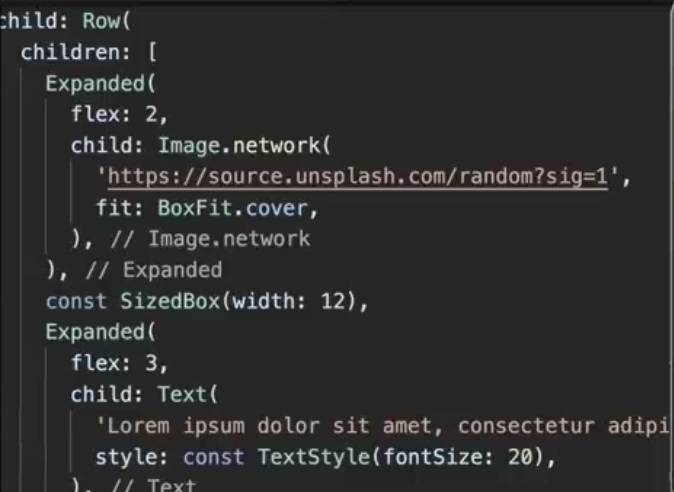 child: Row(
children: [
Expanded(
flex: 2,
child: Image.network(
'https://source.unsplash.com/random?sig=1',
fit: BoxFit.cover,
), // Image.network
), // Expanded
const SizedBox(width: 12),
Expanded(
flex: 3,
child: Text(
'Lorem ipsum dolor sit amet, consectetur adipi
style: const TextStyle(fontSize: 20),
), // Text